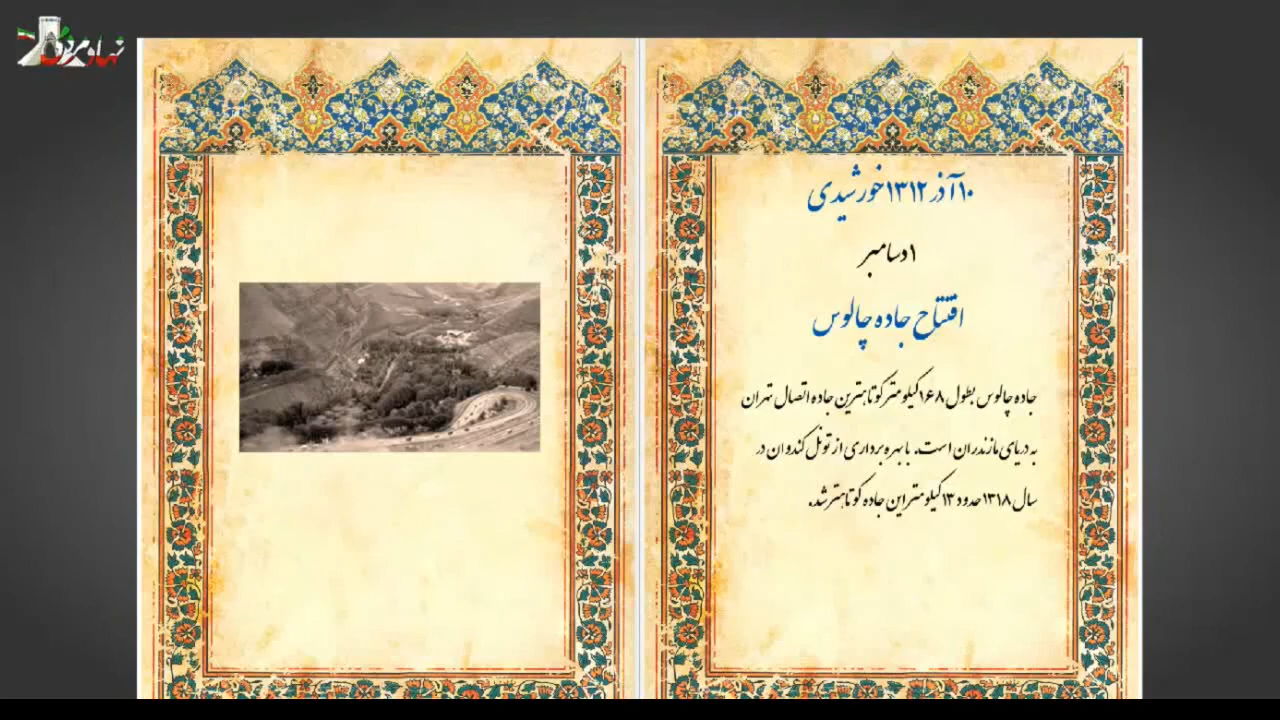 نهاد مردمی
۱۰ آذر ۱۳۱۲ خورشیدی
۱ دسامبر
افتتاح جاده چالوس
جاده چالوس بطول ۱۶۸ کیلومتر کوتاهترین جاده اتصال تهران
به دریای مازندران است. با بهره برداری از تونل کندوان در
سال ۱۳۱۸ حدود ۱۳ کیلومتر این جاده کوتاهتر شد.